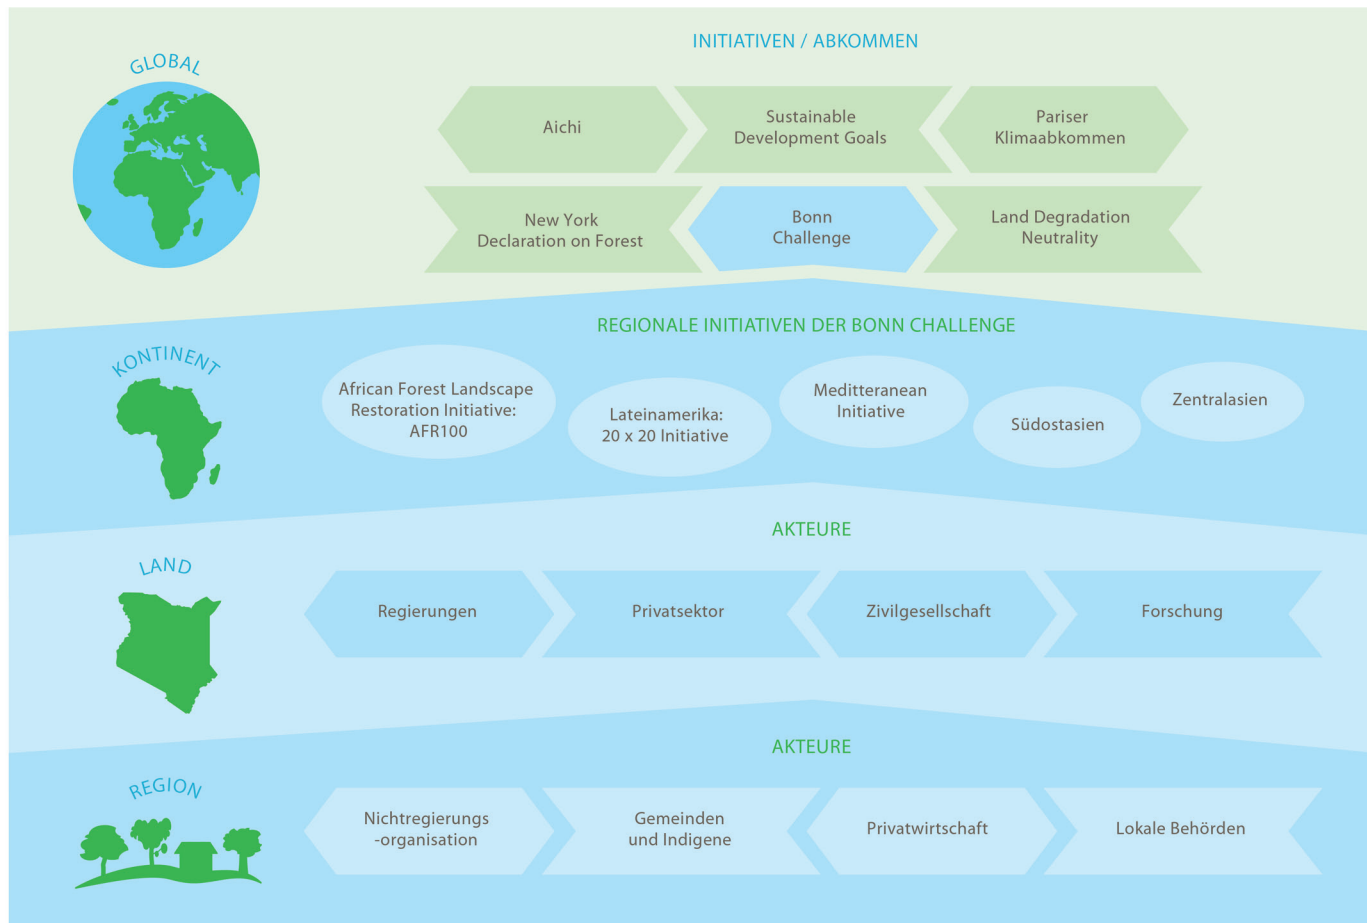 GLOBAL
INITIATIVEN / ABKOMMEN
Aichi
Sustainable
Development Goals
Pariser
Klimaabkommen
New York
Declaration on Forest
Bonn
Challenge
Land Degradation
Neutrality
KONTINENT
REGIONALE INITIATIVEN DER BONN CHALLENGE
African Forest Landscape
Restoration Initiative:
AFR100
Lateinamerika:
20 x 20 Initiative
Meditteranean
Initiative
Südostasien
Zentralasien
LAND
AKTEURE
Regierungen
Privatsektor
Zivilgesellschaft
Forschung
REGION
AKTEURE
Nichtregierungs
-organisation
Gemeinden
und Indigene
Privatwirtschaft
Lokale Behörden